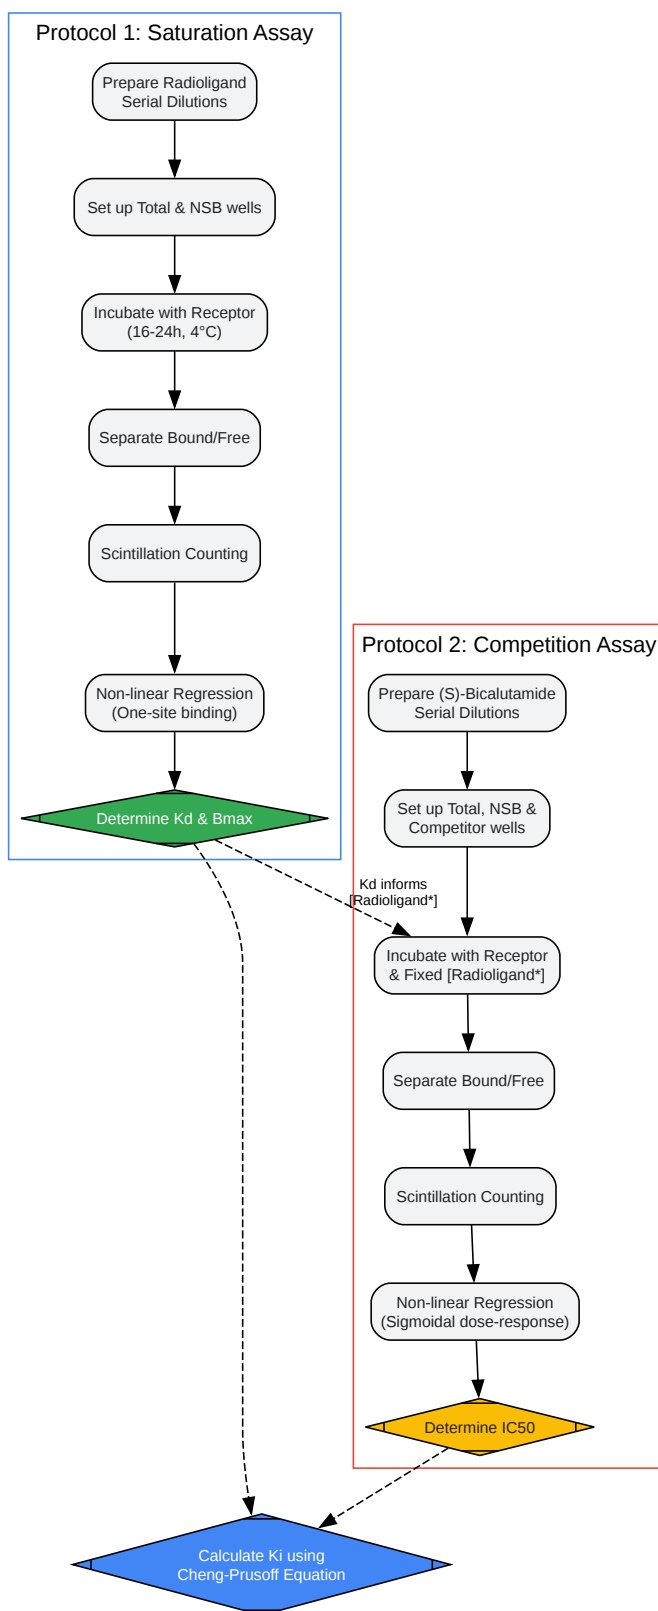 Protocol 1: Saturation Assay
Prepare Radioligand
Serial Dilutions
Set up Total & NSB wells
Incubate with Receptor
(16-24h, 4°C)
Separate Bound/Free
Scintillation Counting
Non-linear Regression
(One-site binding)
Determine Kd & Bmax
Protocol 2: Competition Assay
Prepare (S)-Bicalutamide
Serial Dilutions
Set up Total, NSB &
Competitor wells
Kd informs
[Radioligand*]
Incubate with Receptor
& Fixed [Radioligand*]
Separate Bound/Free
Scintillation Counting
Non-linear Regression
(Sigmoidal dose-response)
Determine IC50
Calculate Ki using
Cheng-Prusoff Equation